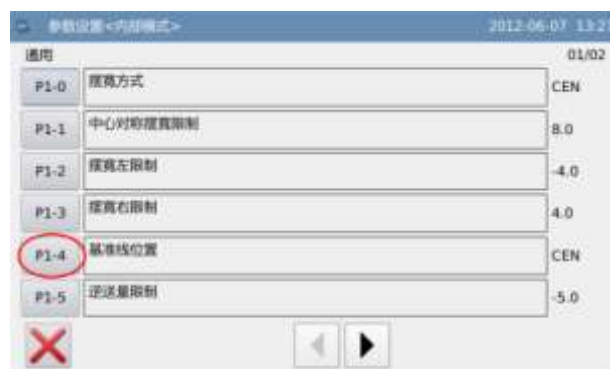 参数设置<内部模式> 2012-06-07 13:2
通用 01/02
P1-0 摆宽方式 CEN
P1-1 中心对称摆宽限制 8.0
P1-2 摆宽左限制 -4.0
P1-3 摆宽右限制 4.0
P1-4 基准线位置 CEN
P1-5 逆送量限制 -5.0